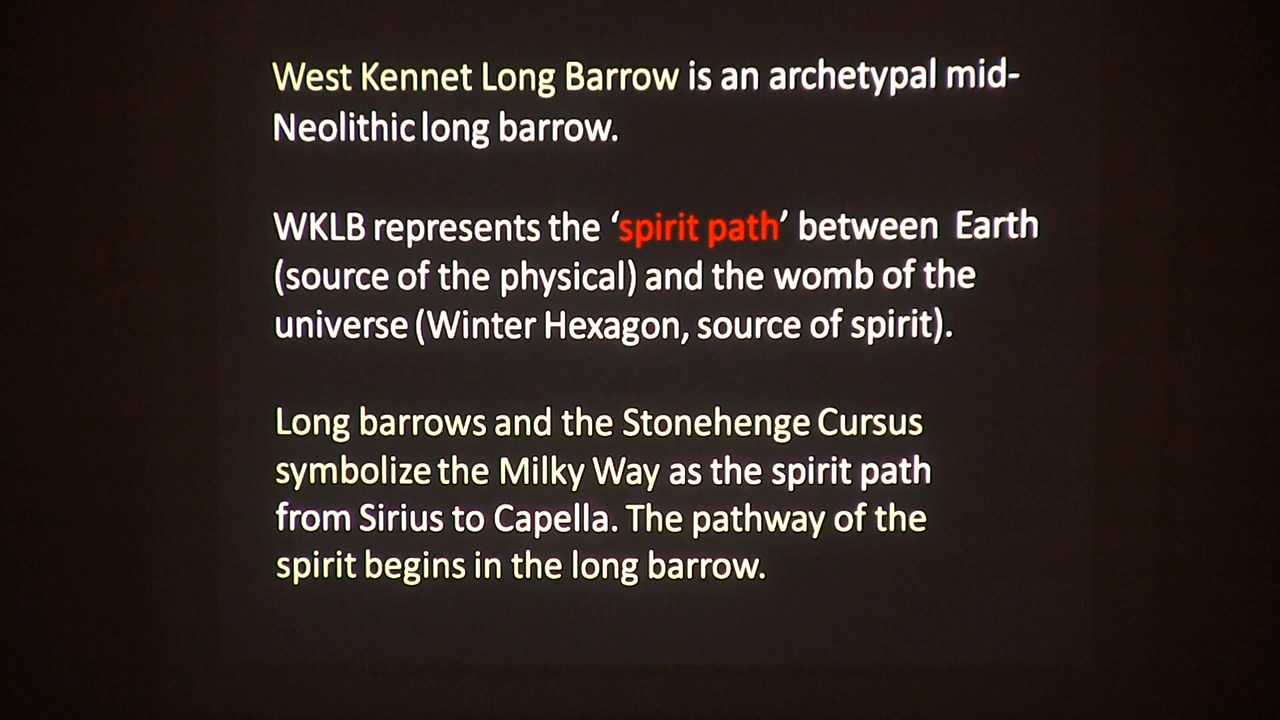 West Kennet Long Barrow is an archetypal mid-
Neolithic long barrow.
WKLB represents the ‘spirit path’ between Earth
(source of the physical) and the womb of the
universe (Winter Hexagon, source of spirit).
Long barrows and the Stonehenge Cursus
symbolize the Milky Way as the spirit path
from Sirius to Capella. The pathway of the
spirit begins in the long barrow.